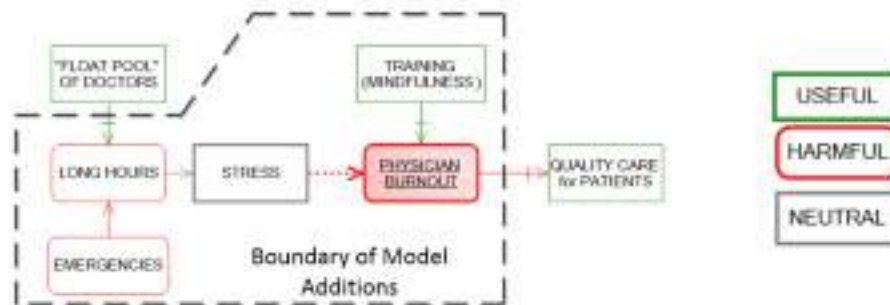 "FLOAT POOL"
OF DOCTORS
TRAINING
(MINDFULNESS )
LONG HOURS
STRESS
PHYSICIAN
BURNOUT
QUALITY CARE
for PATIENTS
EMERGENCIES
Boundary of Model
Additions
USEFUL
HARMFUL
NEUTRAL